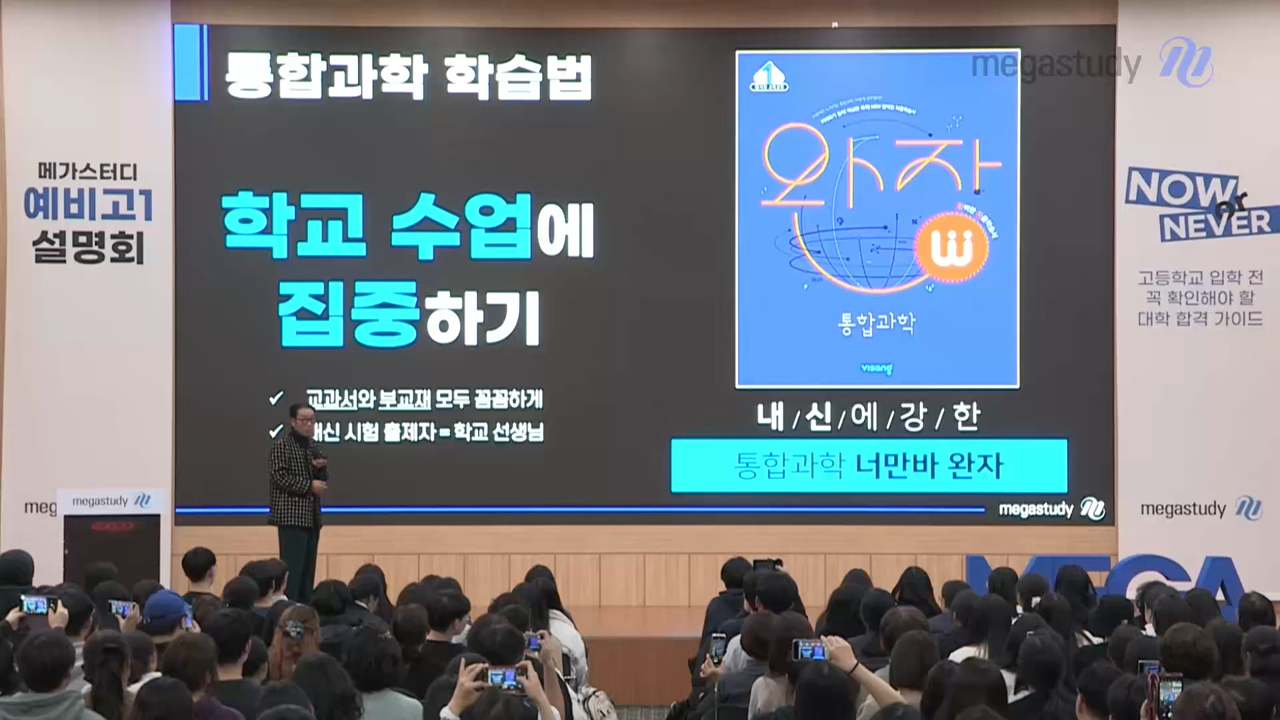 통합과학 학습법
학교 수업에
집중하기
✓ 교과서와 부교재 모두 꼼꼼하게
✓ 내신 시험 출제자 = 학교 선생님
완자
통합과학
visang
내/신/에/강/한
통합과학 너만바 완자
megastudy
megastudy
메가스터디
예비고1
설명회
meg
megastudy
NOW
or
NEVER
고등학교 입학 전
꼭 확인해야 할
대학 합격 가이드
megastudy
MEGA